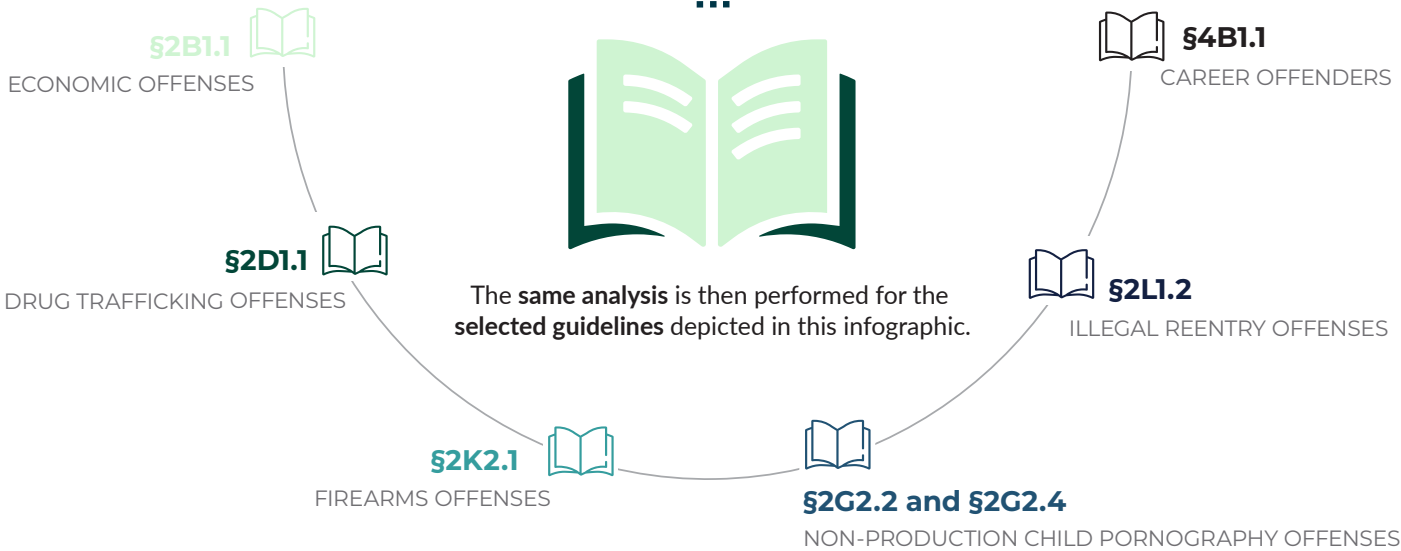 §2B1.1
ECONOMIC OFFENSES
§2D1.1
DRUG TRAFFICKING OFFENSES
§2K2.1
FIREARMS OFFENSES
The same analysis is then performed for the
selected guidelines depicted in this infographic.
§2G2.2 and §2G2.4
NON-PRODUCTION CHILD PORNOGRAPHY OFFENSES
§2L1.2
ILLEGAL REENTRY OFFENSES
§4B1.1
CAREER OFFENDERS